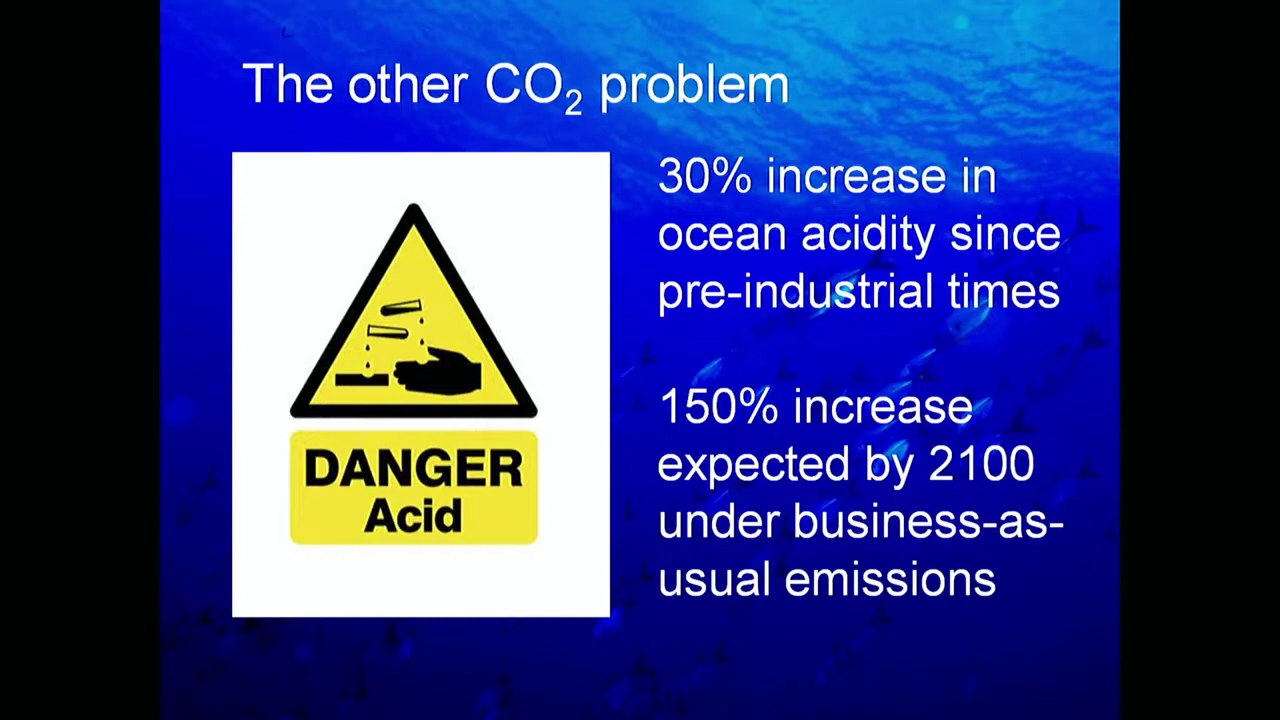 The other CO₂ problem
30% increase in
ocean acidity since
pre-industrial times
150% increase
expected by 2100
under business-as-
usual emissions
DANGER
Acid